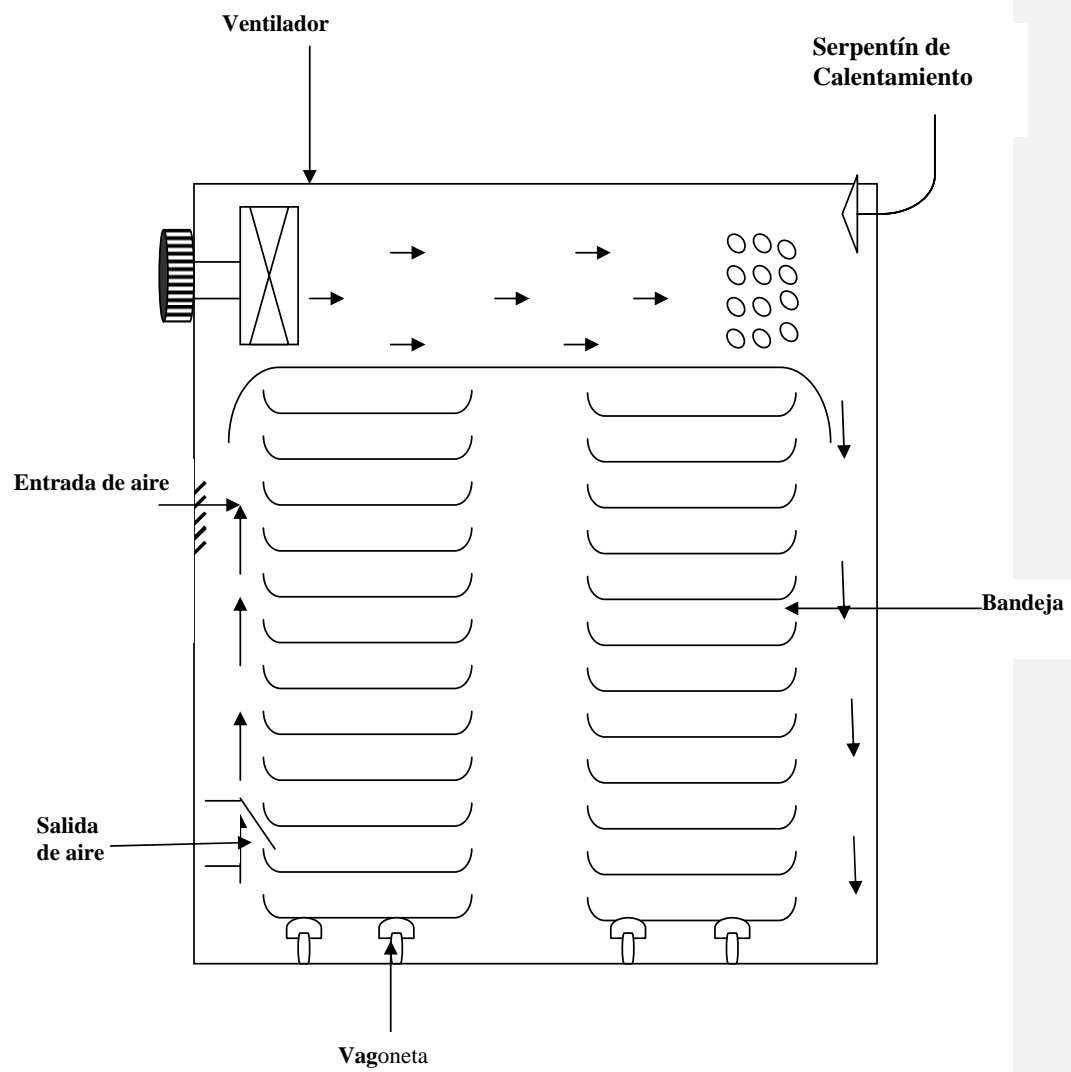 Ventilador
Serpentín de
Calentamiento
Entrada de aire
Bandeja
Salida
de aire
Vagoneta